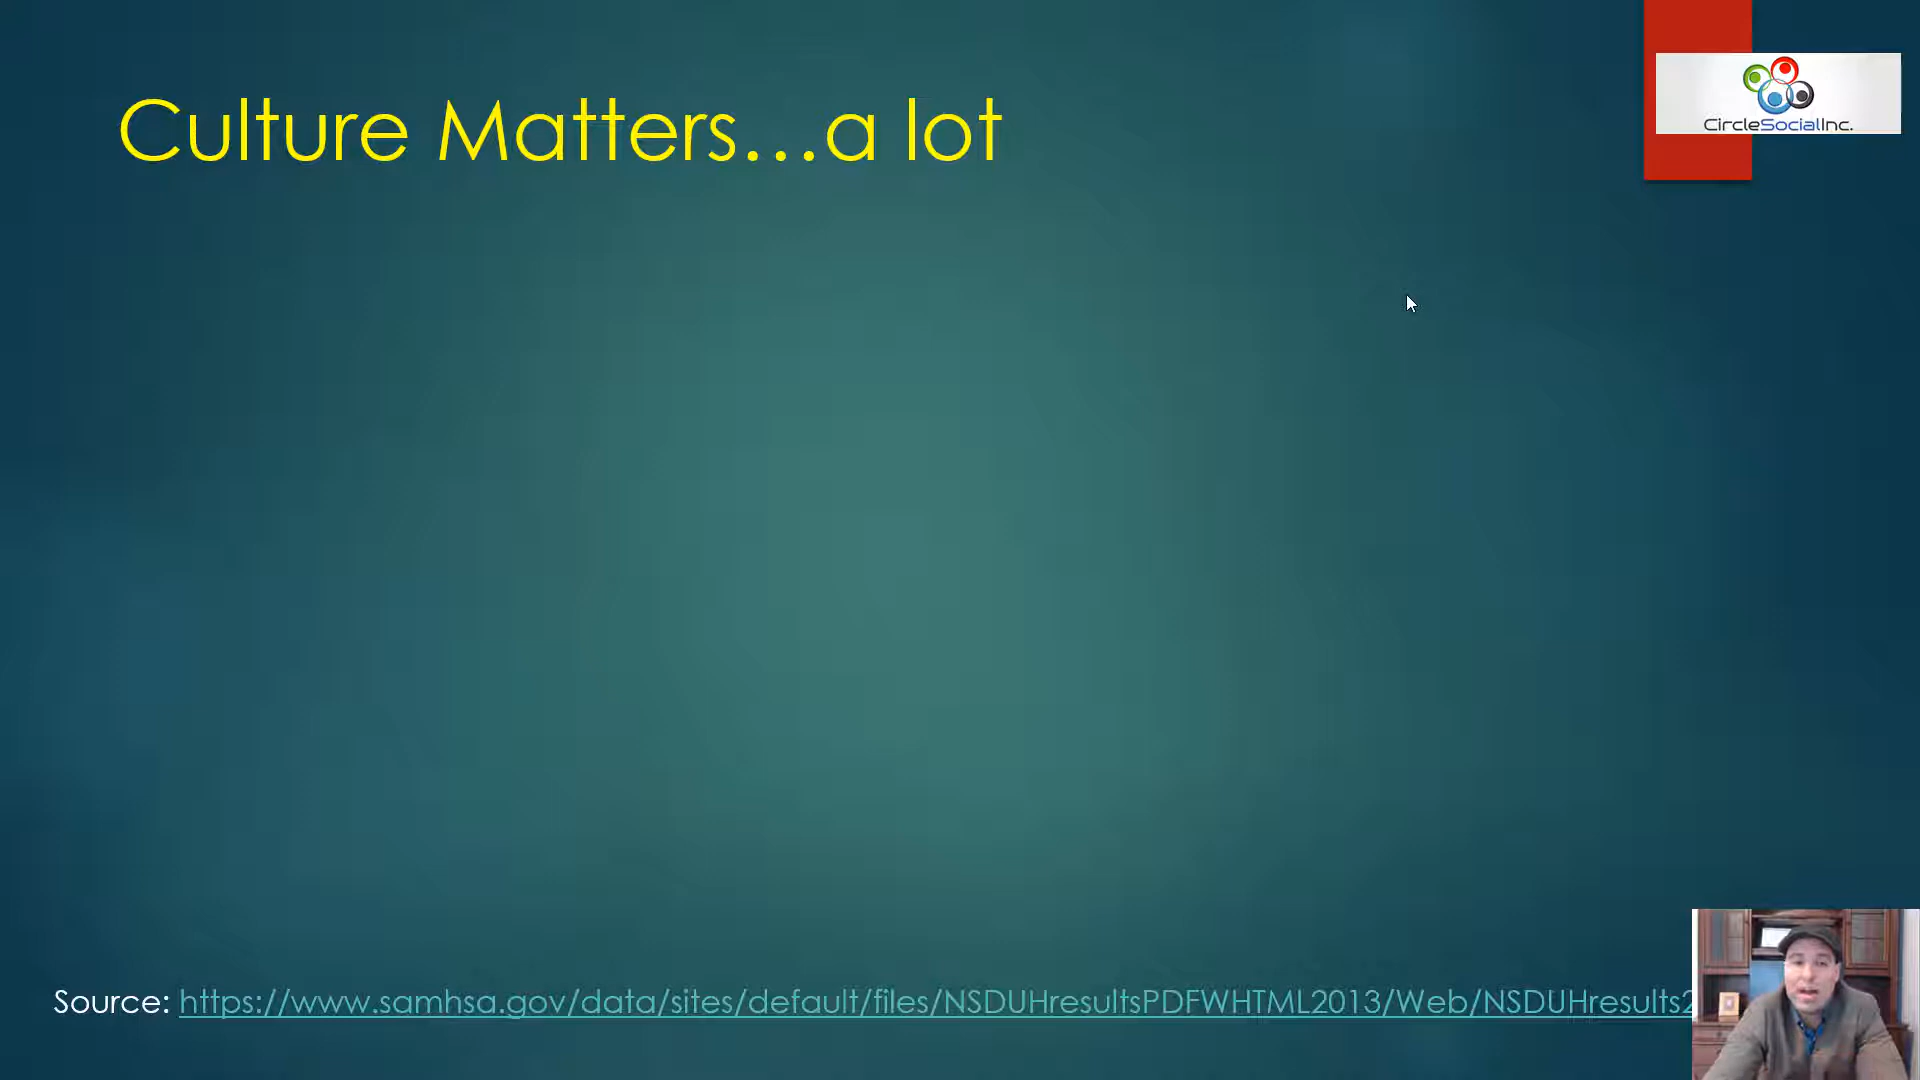 Culture Matters...a lot
CircleSocialInc.
Source: https://www.samhsa.gov/data/sites/default/files/NSDUHresultsPDFWHTML2013/Web/NSDUHresults2